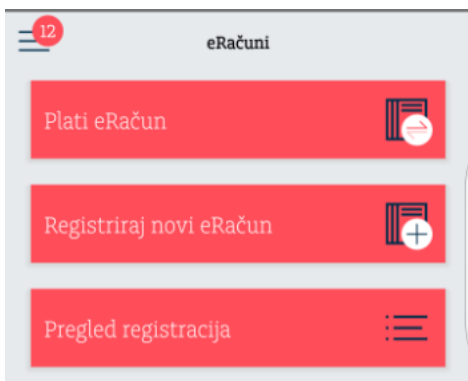 12
eRačuni
Plati eRačun
Registriraj novi eRačun
Pregled registracija